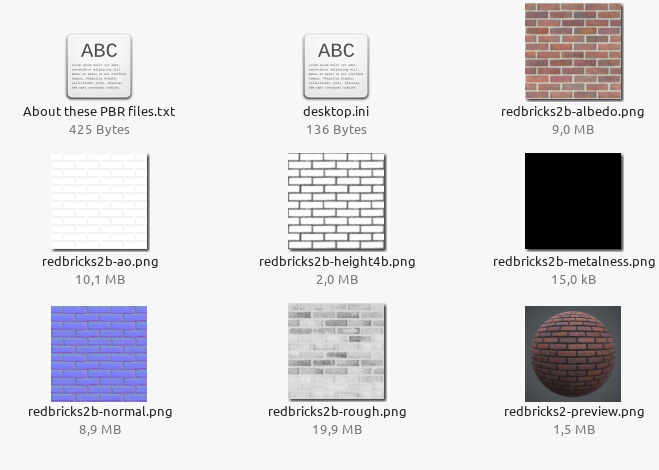 ABC
ABC
About these PBR files.txt
desktop.ini
redbricks2b-albedo.png
425 Bytes
136 Bytes
9,0 MB
redbricks2b-ao.png
redbricks2b-height4b.png
redbricks2b-metalness.png
10,1 MB
2,0 MB
15,0 kB
redbricks2b-normal.png
redbricks2b-rough.png
redbricks2-preview.png
8,9 MB
19,9 MB
1,5 MB